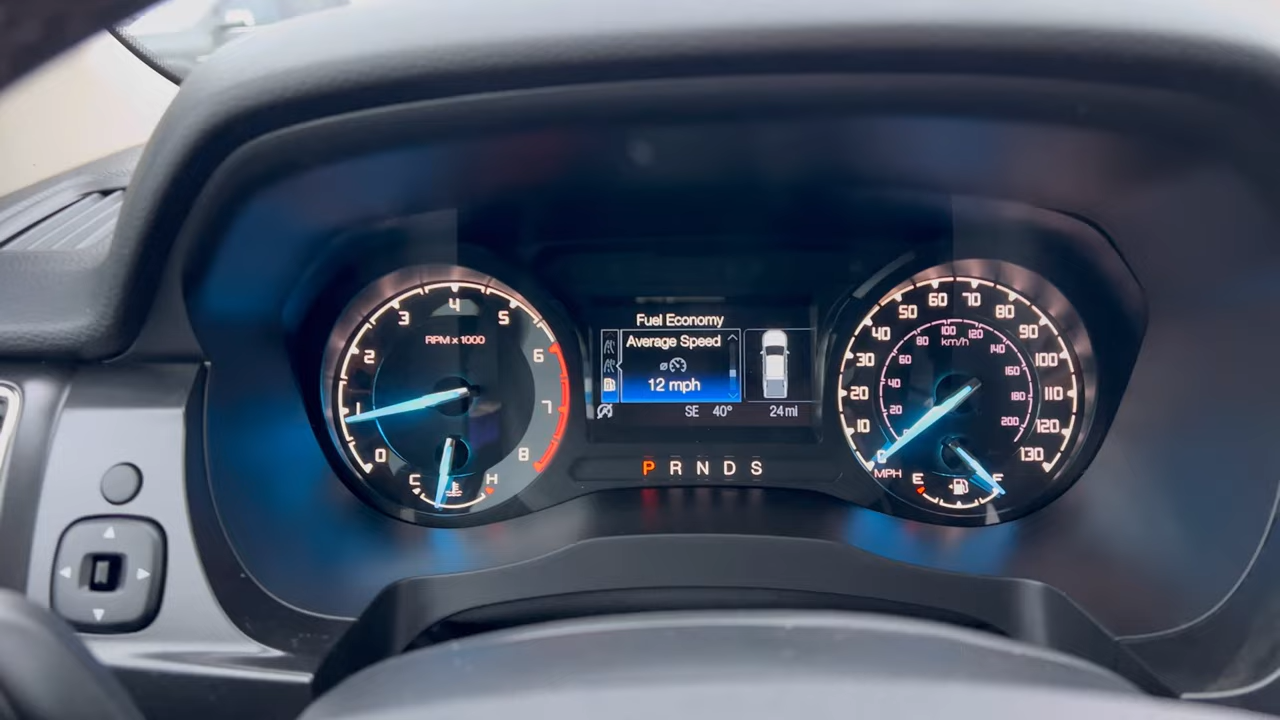 4
3 5
RPM x 1000
2 6
1 7
0 8
C H
Fuel Economy
Average Speed
12 mph
SE 40° 24 mi
P R N D S
60 70
50 80
40 90
30 100
20 110
10 120
0 130
MPH
100 120
80 km/h 140
60 160
40 180
20 200
E F